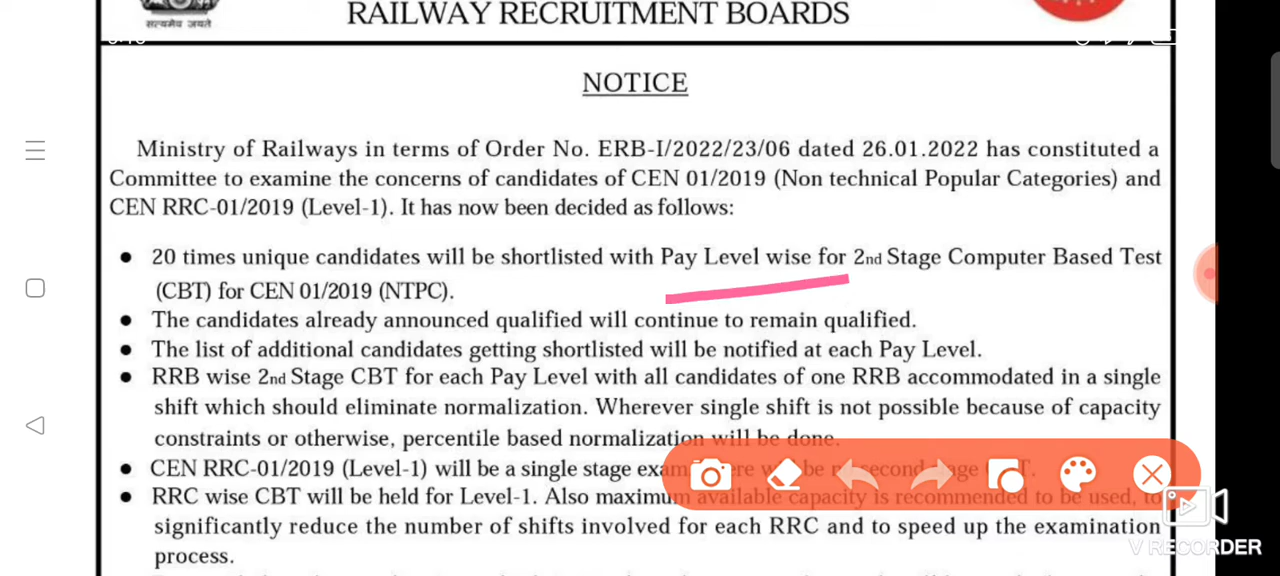 सत्यमेव जयते
RAILWAY RECRUITMENT BOARDS
NOTICE
Ministry of Railways in terms of Order No. ERB-I/2022/23/06 dated 26.01.2022 has constituted a
Committee to examine the concerns of candidates of CEN 01/2019 (Non technical Popular Categories) and
CEN RRC-01/2019 (Level-1). It has now been decided as follows:
● 20 times unique candidates will be shortlisted with Pay Level wise for 2nd Stage Computer Based Test
(CBT) for CEN 01/2019 (NTPC).
● The candidates already announced qualified will continue to remain qualified.
● The list of additional candidates getting shortlisted will be notified at each Pay Level.
● RRB wise 2nd Stage CBT for each Pay Level with all candidates of one RRB accommodated in a single
shift which should eliminate normalization. Wherever single shift is not possible because of capacity
constraints or otherwise, percentile based normalization will be done.
● CEN RRC-01/2019 (Level-1) will be a single stage
● RRC wise CBT will be held for Level-1. Also maximum available capacity is recommended to be used, to
significantly reduce the number of shifts involved for each RRC and to speed up the examination
process.
V RECORDER